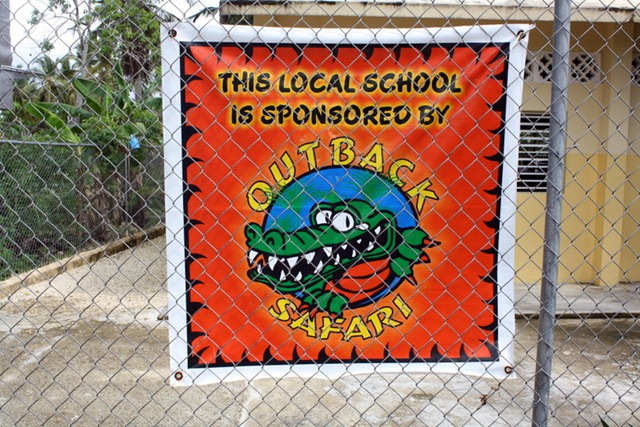 THIS LOCAL SCHOOL
IS SPONSORED BY
OUTBACK
SAFARI